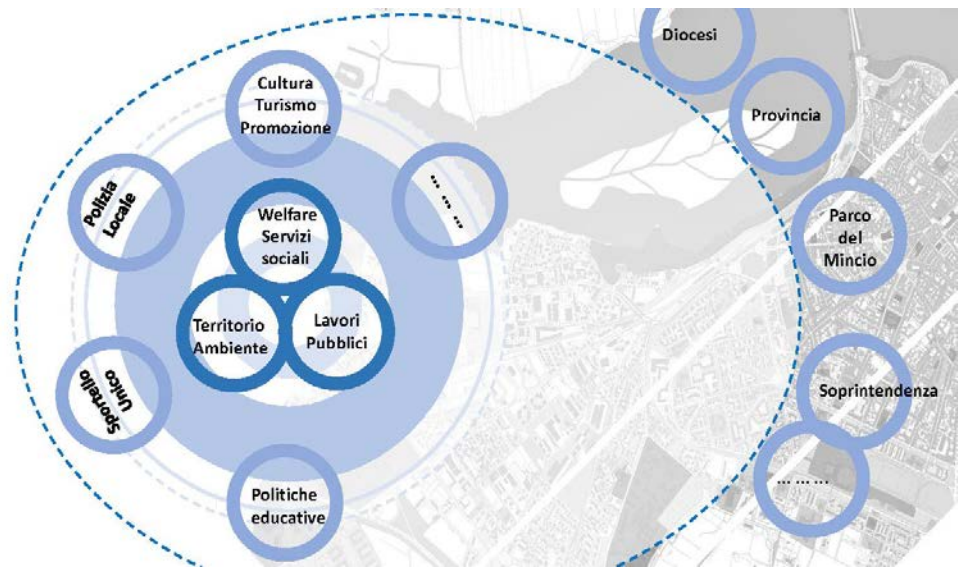 Diocesi
Cultura
Turismo
Promozione
Provincia
Polizia
Locale
... ... ...
Welfare
Servizi
sociali
Parco
del
Mincio
Territorio
Ambiente
Lavori
Pubblici
Sportello
Unico
Soprintendenza
Politiche
educative
... ... ...